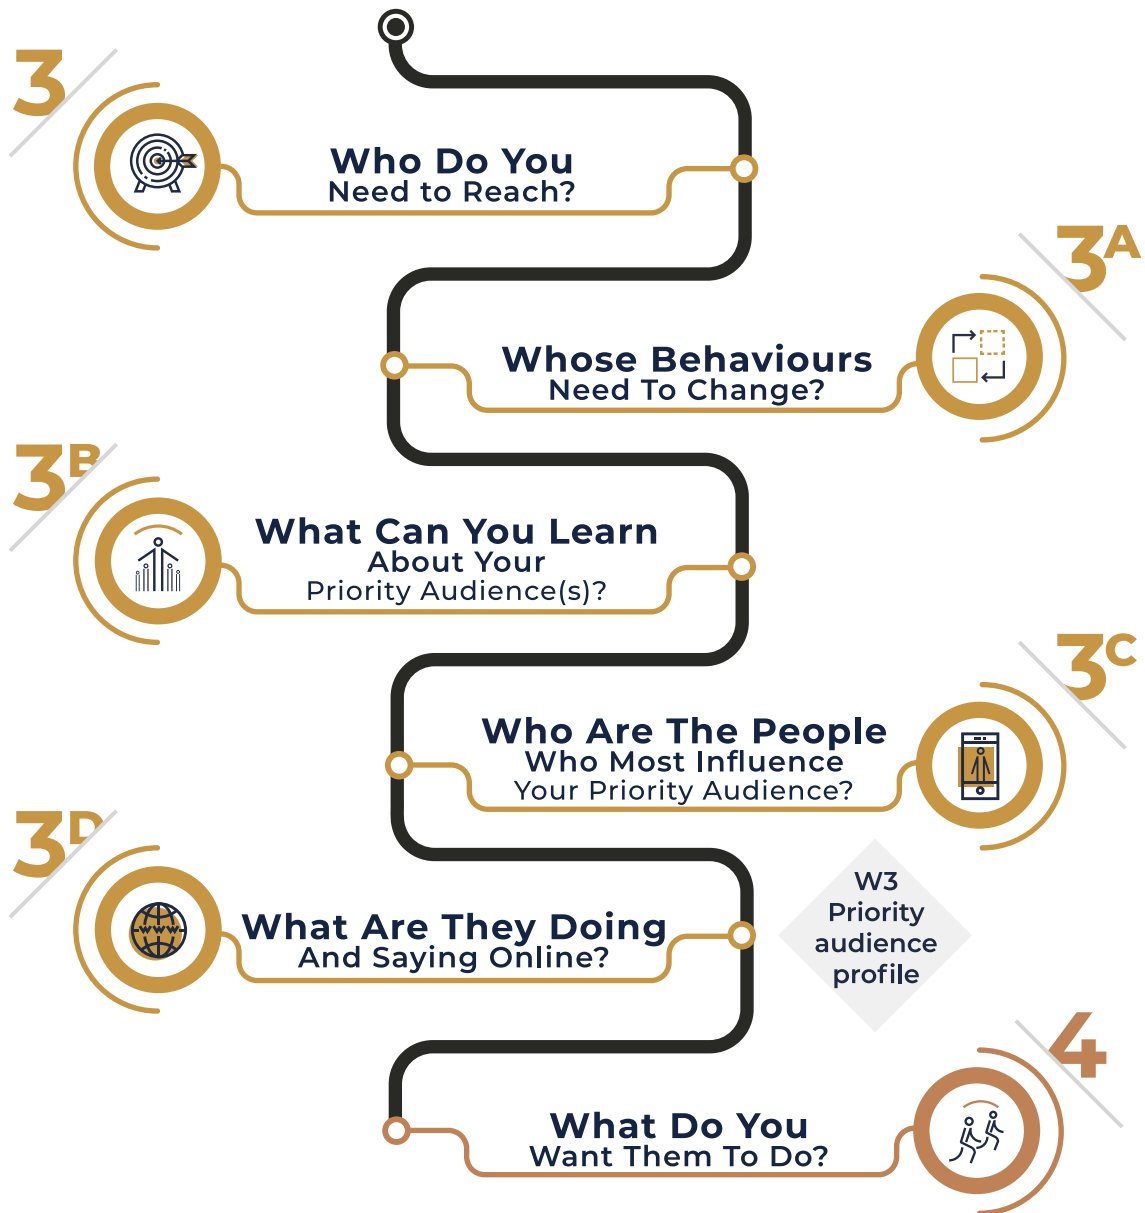 3
Who Do You
Need to Reach?
3A
Whose Behaviours
Need To Change?
3B
What Can You Learn
About Your
Priority Audience(s)?
3C
Who Are The People
Who Most Influence
Your Priority Audience?
3D
What Are They Doing
And Saying Online?
www
W3
Priority
audience
profile
4
What Do You
Want Them To Do?